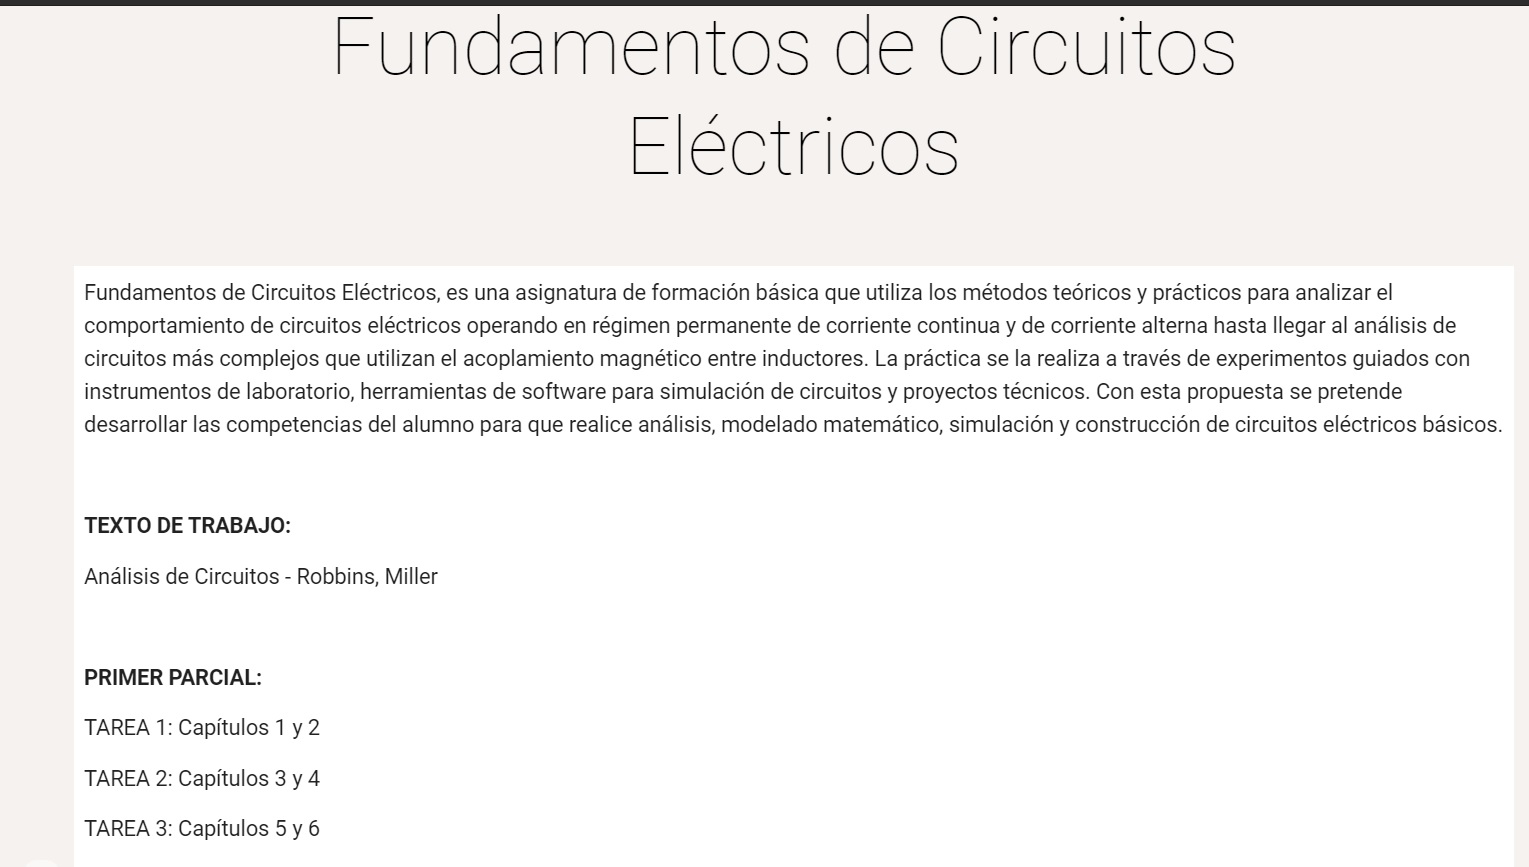 Fundamentos de Circuitos
Eléctricos
Fundamentos de Circuitos Eléctricos, es una asignatura de formación básica que utiliza los métodos teóricos y prácticos para analizar el
comportamiento de circuitos eléctricos operando en régimen permanente de corriente continua y de corriente alterna hasta llegar al análisis de
circuitos más complejos que utilizan el acoplamiento magnético entre inductores. La práctica se la realiza a través de experimentos guiados con
instrumentos de laboratorio, herramientas de software para simulación de circuitos y proyectos técnicos. Con esta propuesta se pretende
desarrollar las competencias del alumno para que realice análisis, modelado matemático, simulación y construcción de circuitos eléctricos básicos.
TEXTO DE TRABAJO:
Análisis de Circuitos - Robbins, Miller
PRIMER PARCIAL:
TAREA 1: Capítulos 1 y 2
TAREA 2: Capítulos 3 y 4
TAREA 3: Capítulos 5 y 6